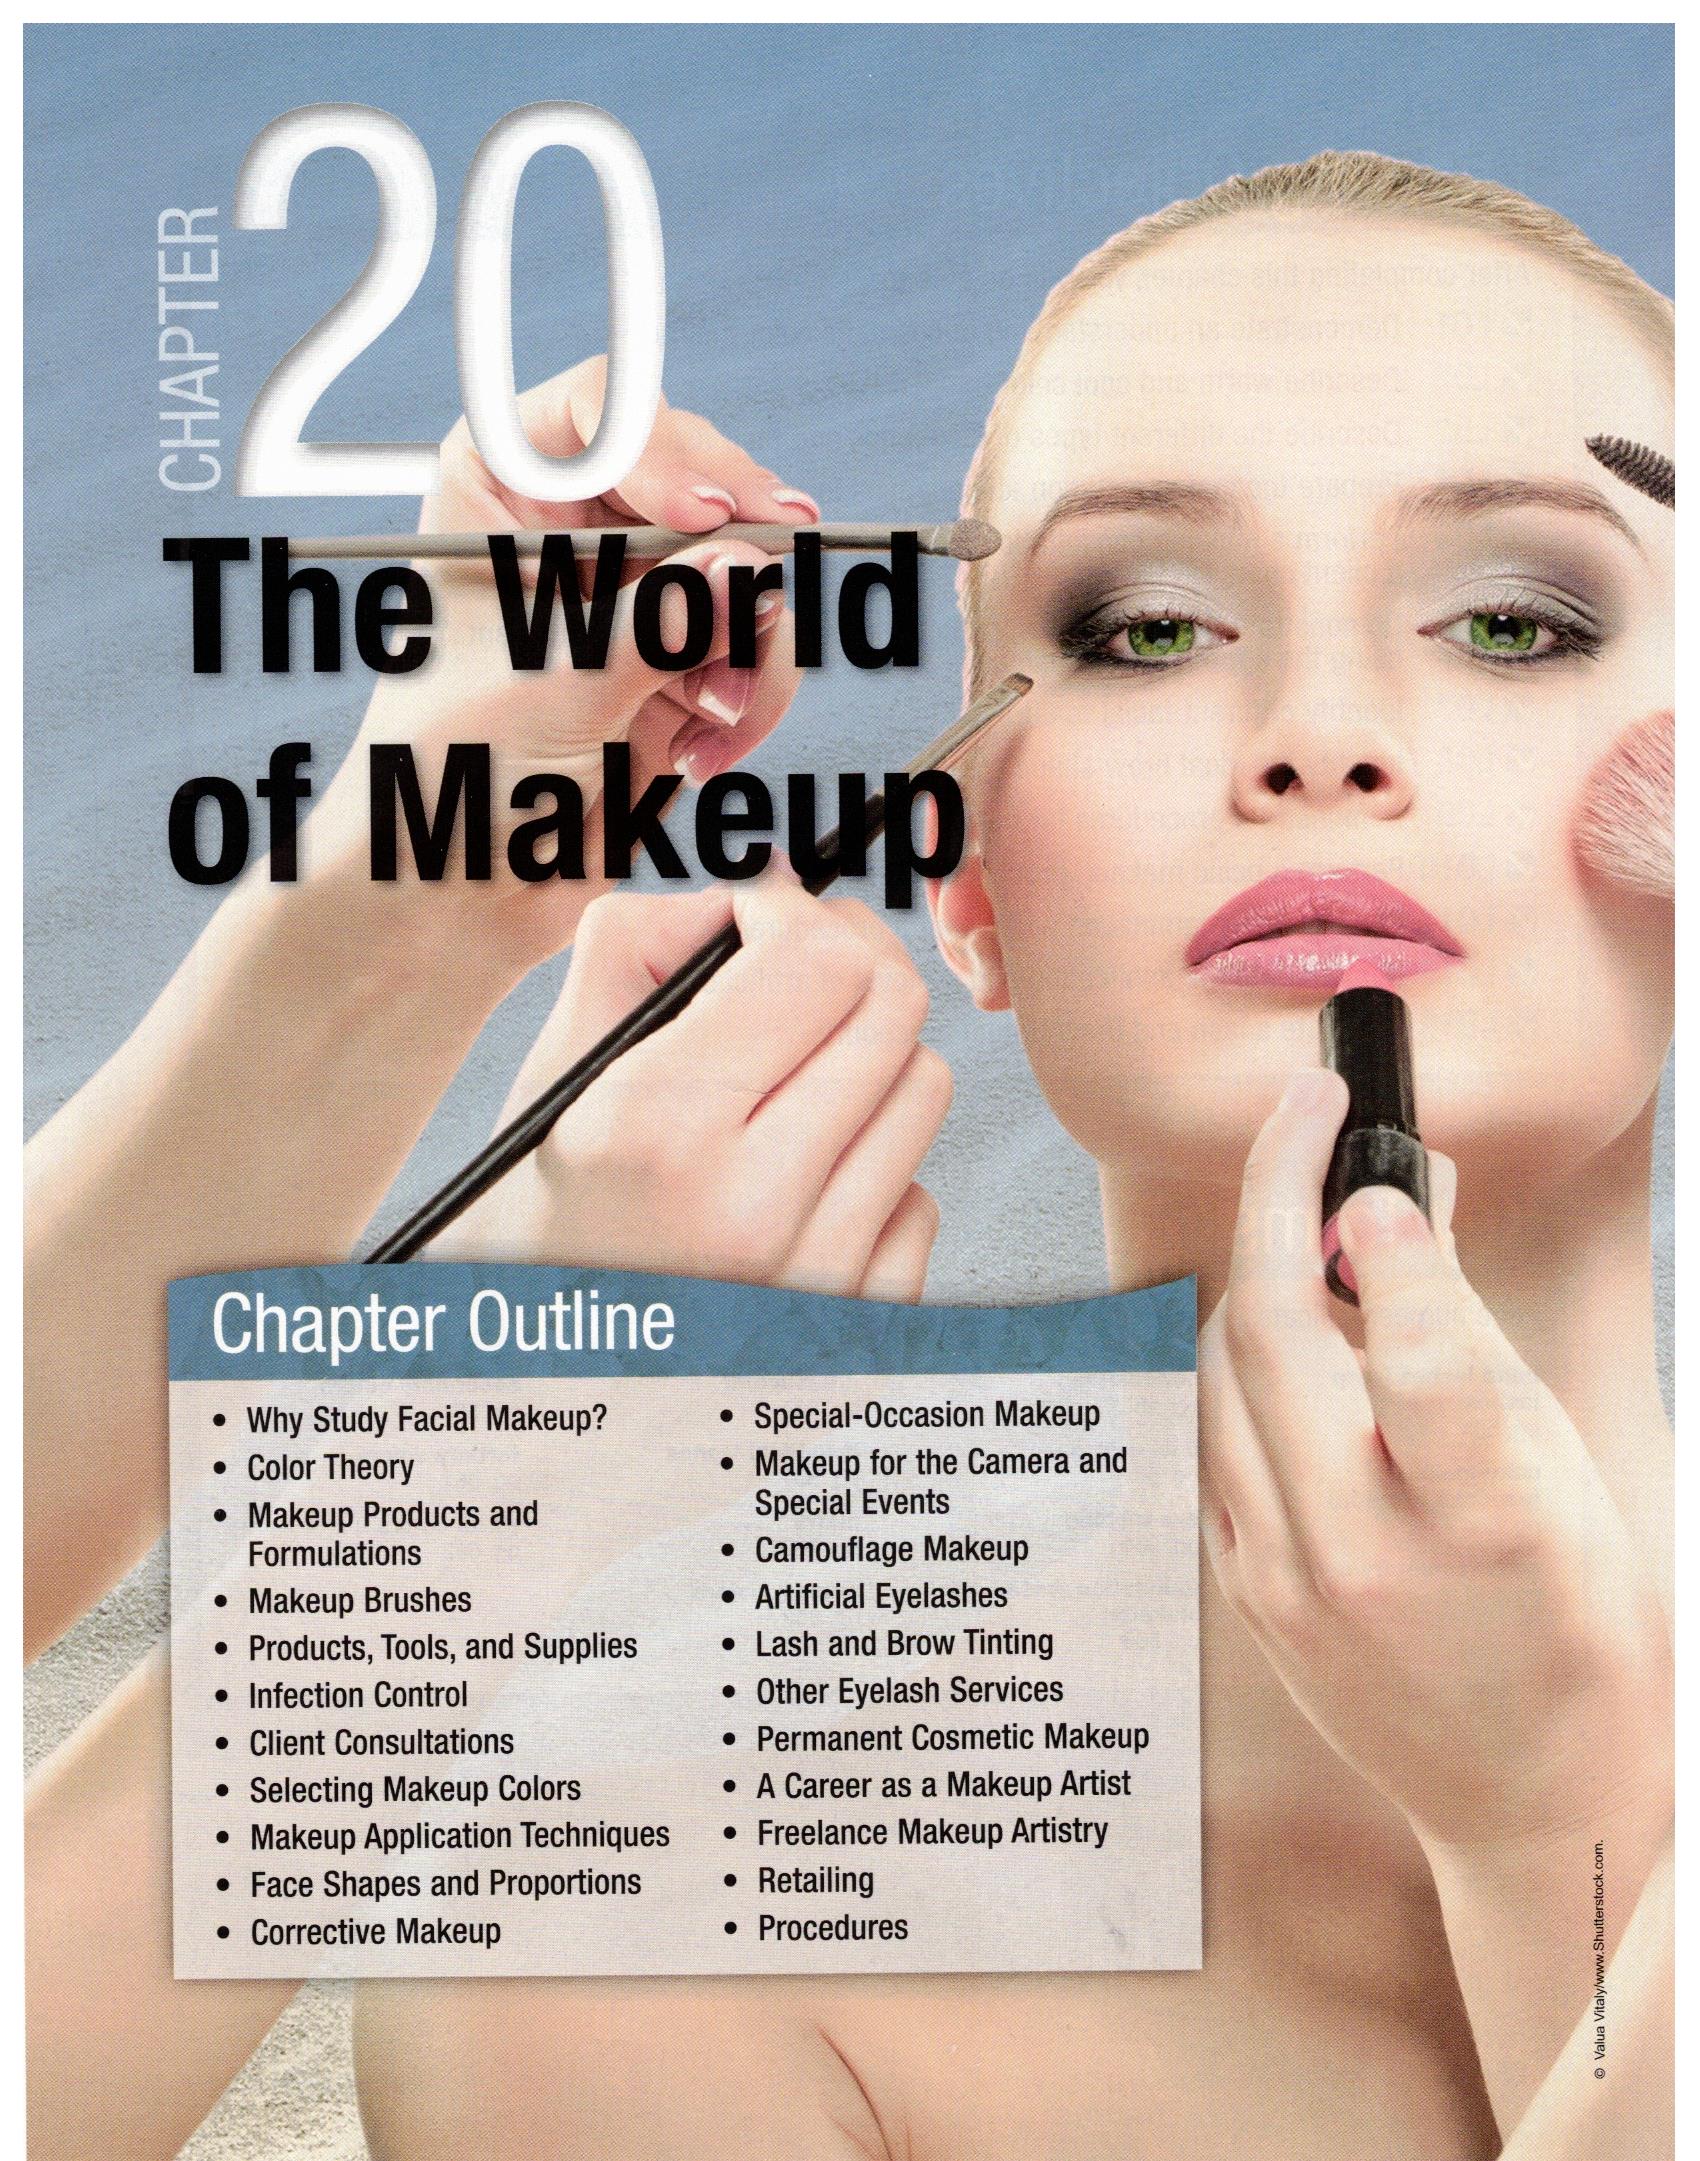 CHAPTER
20
The World
of Makeup
Chapter Outline
• Why Study Facial Makeup?
• Color Theory
• Makeup Products and
Formulations
• Makeup Brushes
• Products, Tools, and Supplies
• Infection Control
• Client Consultations
• Selecting Makeup Colors
• Makeup Application Techniques
• Face Shapes and Proportions
• Corrective Makeup
• Special-Occasion Makeup
• Makeup for the Camera and
Special Events
• Camouflage Makeup
• Artificial Eyelashes
• Lash and Brow Tinting
• Other Eyelash Services
• Permanent Cosmetic Makeup
• A Career as a Makeup Artist
• Freelance Makeup Artistry
• Retailing
• Procedures
© Valua Vitaly/www.Shutterstock.com.